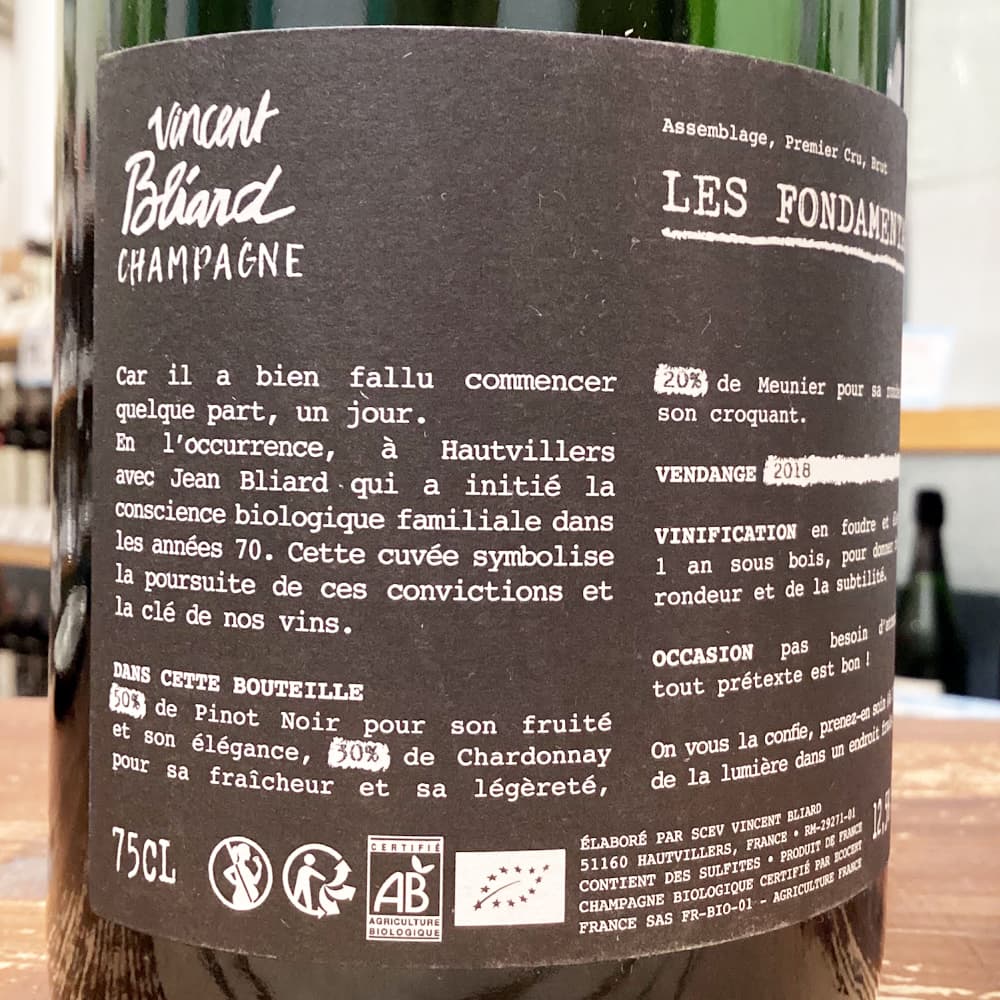 Vincent
Bliard
CHAMPAGNE
Car il a bien fallu commencer
quelque part, un jour.
En l'occurrence, à Hautvillers
avec Jean Bliard qui a initié la
conscience biologique familiale dans
les années 70. Cette cuvée symbolise
la poursuite de ces convictions et
la clé de nos vins.
DANS CETTE BOUTEILLE
50% de Pinot Noir pour son fruité
et son élégance, 30% de Chardonnay
pour sa fraîcheur et sa légèreté,
75CL
CERTIFIÉ
AB
AGRICULTURE
BIOLOGIQUE
Assemblage, Premier Cru, Brut
LES
20% de Meunier pour sa
son croquant.
VENDANGE 2018
VINIFICATION en foudre et
1 an sous bois, pour donner
rondeur et de la subtilité.
OCCASION pas besoin
tout prétexte est bon !
On vous la confie, prenez-en soin
de la lumière dans un endroit
ÉLABORÉ PAR SCEV VINCENT BLIARD
51160 HAUTVILLERS, FRANCE • RM-29271-01
CONTIENT DES SULFITES • PRODUIT DE FRANCE
CHAMPAGNE BIOLOGIQUE CERTIFIÉ PAR ECOCERT
FRANCE SAS FR-BIO-01 - AGRICULTURE FRANCE
12,5